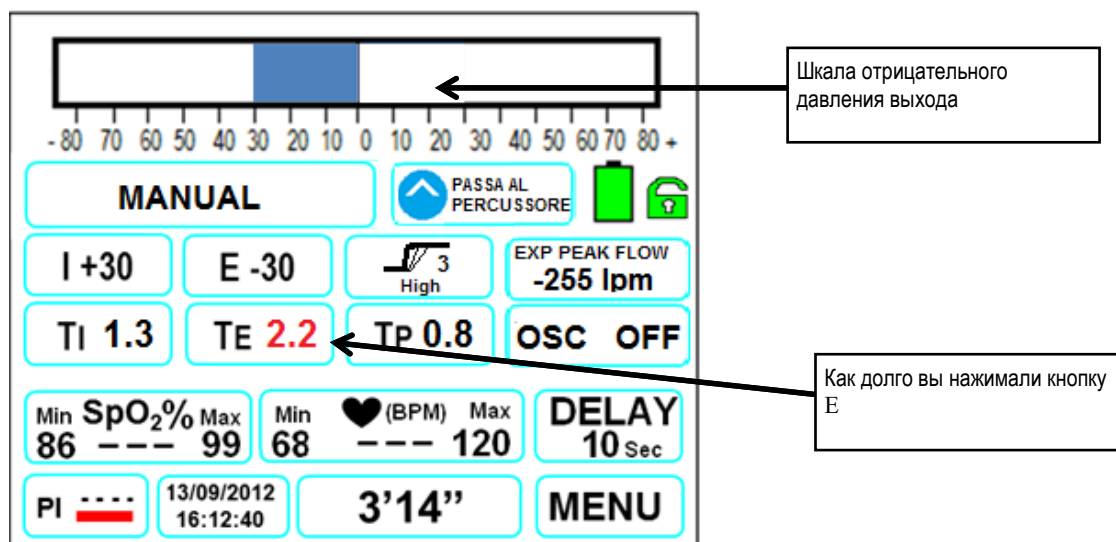 Шкала отрицательного
давления выхода
- 80 70 60 50 40 30 20 10 0 10 20 30 40 50 60 70 80 +
MANUAL
PASSA AL
PERCUSSORE
I +30
E -30
3
High
EXP PEAK FLOW
-255 lpm
TI 1.3
TE 2.2
TP 0.8
OSC OFF
Как долго вы нажимали кнопку
E
Min SpO₂% Max
86 --- 99
Min (BPM) Max
68 --- 120
DELAY
10 Sec
PI ----
13/09/2012
16:12:40
3’14”
MENU